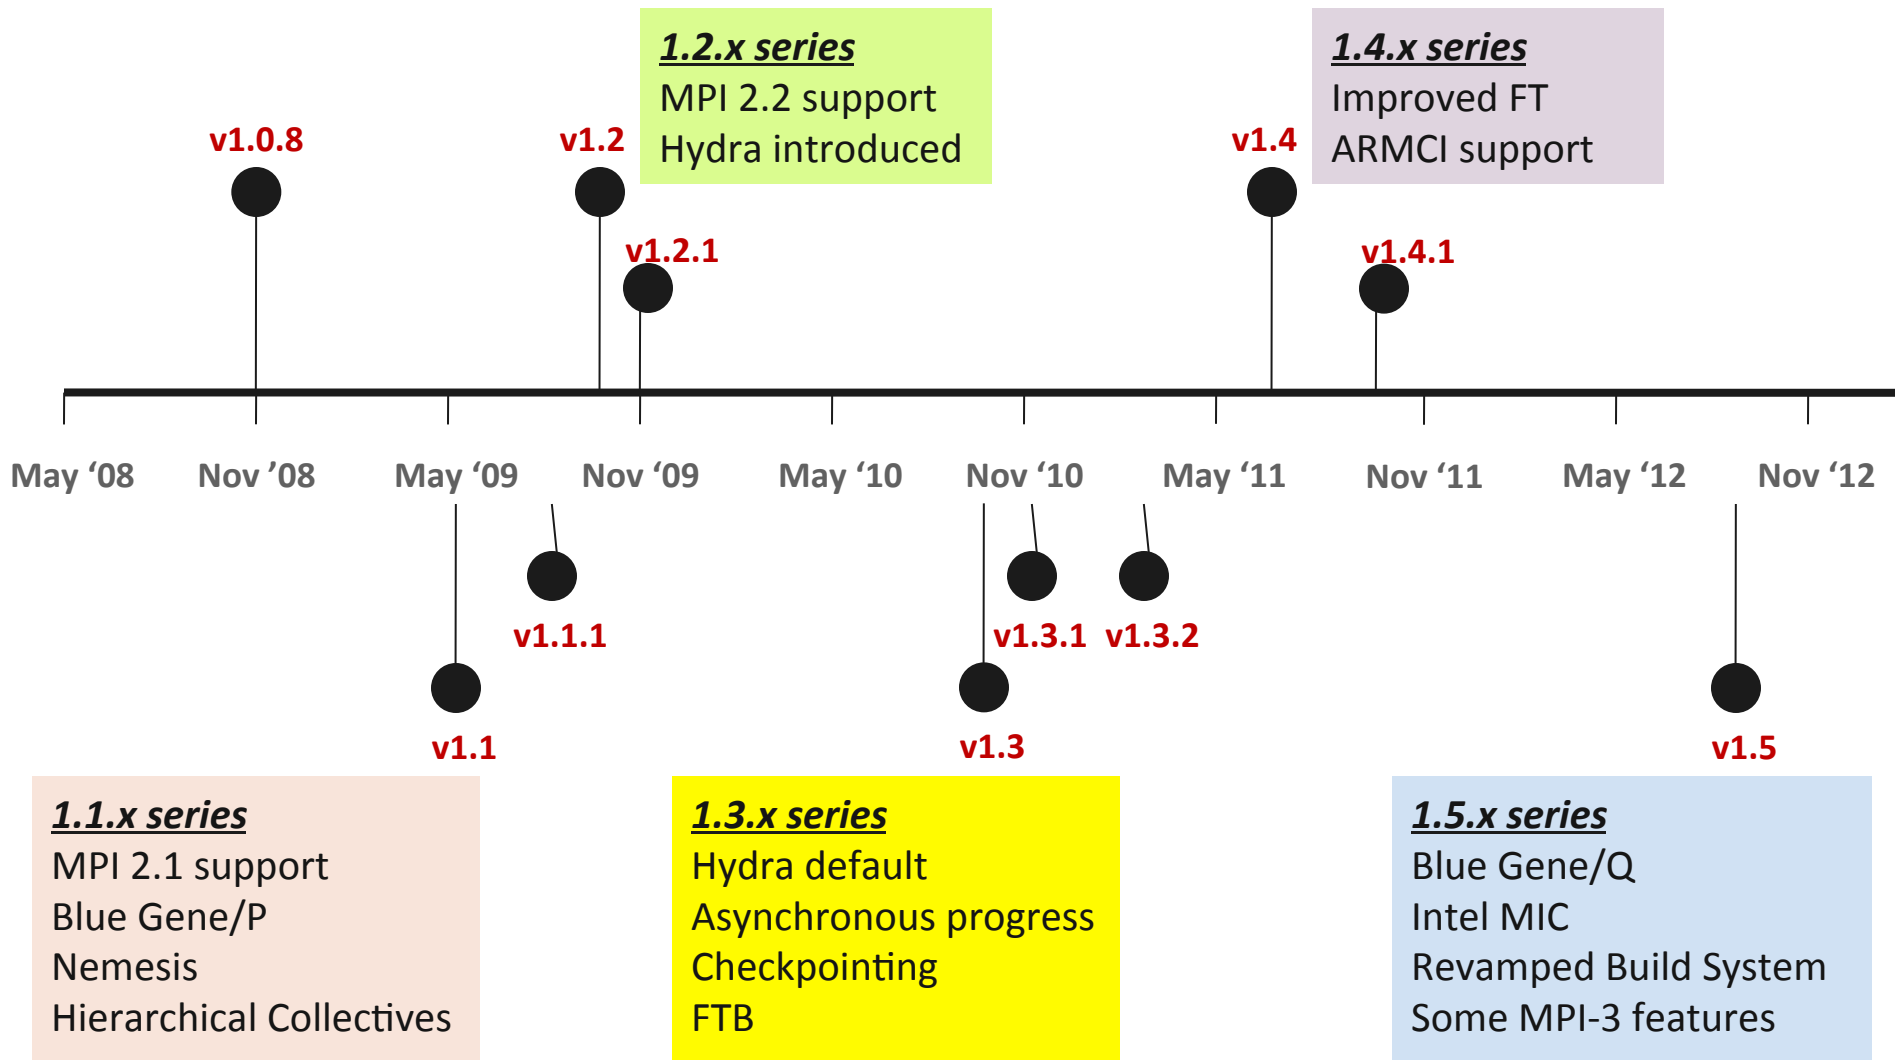 1.2.x series
MPI 2.2 support
Hydra introduced
1.4.x series
Improved FT
ARMCI support
v1.0.8
v1.2
v1.4
v1.2.1
v1.4.1
May ‘08
Nov ’08
May ‘09
Nov ‘09
May ‘10
Nov ‘10
May ‘11
Nov ‘11
May ‘12
Nov ‘12
v1.1.1
v1.3.1
v1.3.2
v1.1
v1.3
v1.5
1.1.x series
MPI 2.1 support
Blue Gene/P
Nemesis
Hierarchical Collectives
1.3.x series
Hydra default
Asynchronous progress
Checkpointing
FTB
1.5.x series
Blue Gene/Q
Intel MIC
Revamped Build System
Some MPI-3 features